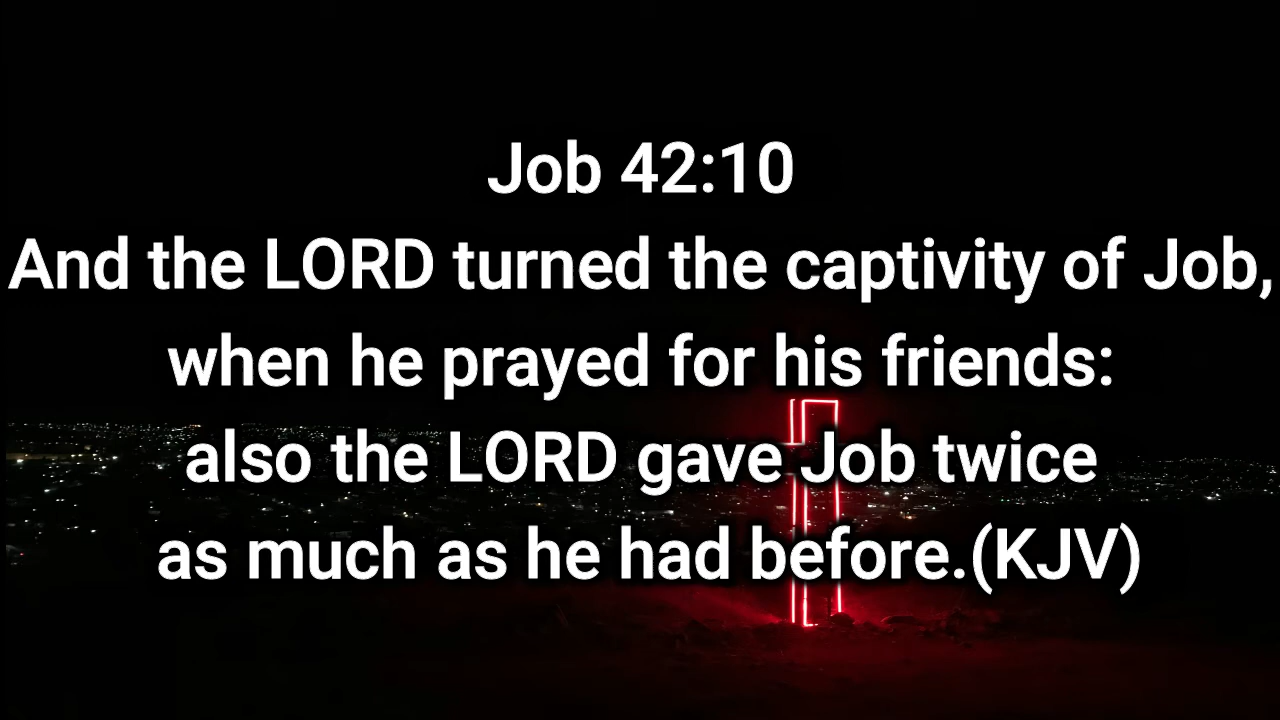 Job 42:10
And the LORD turned the captivity of Job,
when he prayed for his friends:
also the LORD gave Job twice
as much as he had before.(KJV)